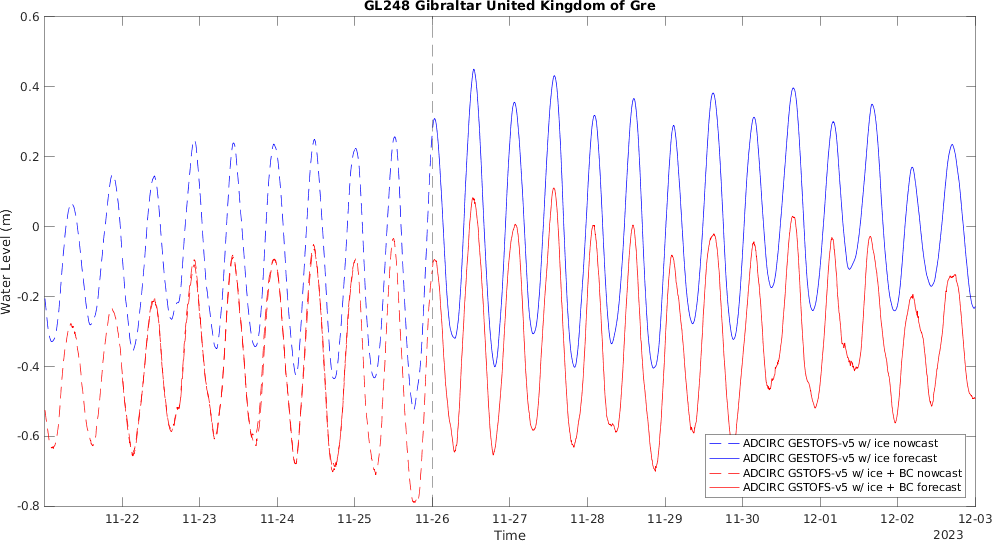 GL248 Gibraltar United Kingdom of Gre
0.6
0.4
0.2
0
-0.2
-0.4
-0.6
-0.8
Water Level (m)
ADCIRC GESTOFS-v5 w/ ice nowcast
ADCIRC GESTOFS-v5 w/ ice forecast
ADCIRC GSTOFS-v5 w/ ice + BC nowcast
ADCIRC GSTOFS-v5 w/ ice + BC forecast
11-22 11-23 11-24 11-25 11-26 11-27 11-28 11-29 11-30 12-01 12-02 12-03
Time
2023